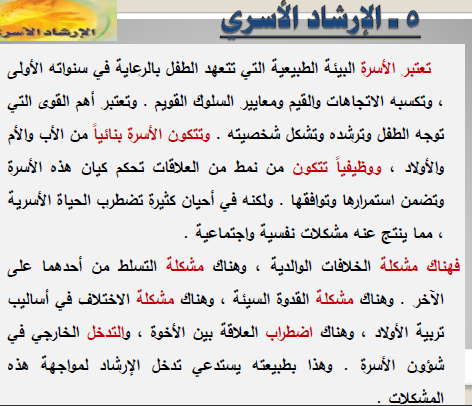 ٥ - الإرشاد الأسري
الإرشاد الأسري
تعتبر الأسرة البيئة الطبيعية التي تتعهد الطفل بالرعاية في سنواته الأولى
، وتكسبه الاتجاهات والقيم ومعايير السلوك القويم . وتعتبر أهم القوى التي
توجه الطفل وترشده وتشكل شخصيته . وتتكون الأسرة بنائياً من الأب والأم
والأولاد ، ووظيفياً تتكون من نمط من العلاقات تحكم كيان هذه الأسرة
وتضمن استمرارها وتوافقها . ولكنه في أحيان كثيرة تضطرب الحياة الأسرية
، مما ينتج عنه مشكلات نفسية واجتماعية .
فهناك مشكلة الخلافات الوالدية ، وهناك مشكلة التسلط من أحدهما على
الآخر . وهناك مشكلة القدوة السيئة ، وهناك مشكلة الاختلاف في أساليب
تربية الأولاد ، وهناك اضطراب العلاقة بين الأخوة ، والتدخل الخارجي في
شؤون الأسرة . وهذا بطبيعته يستدعي تدخل الإرشاد لمواجهة هذه
المشكلات .